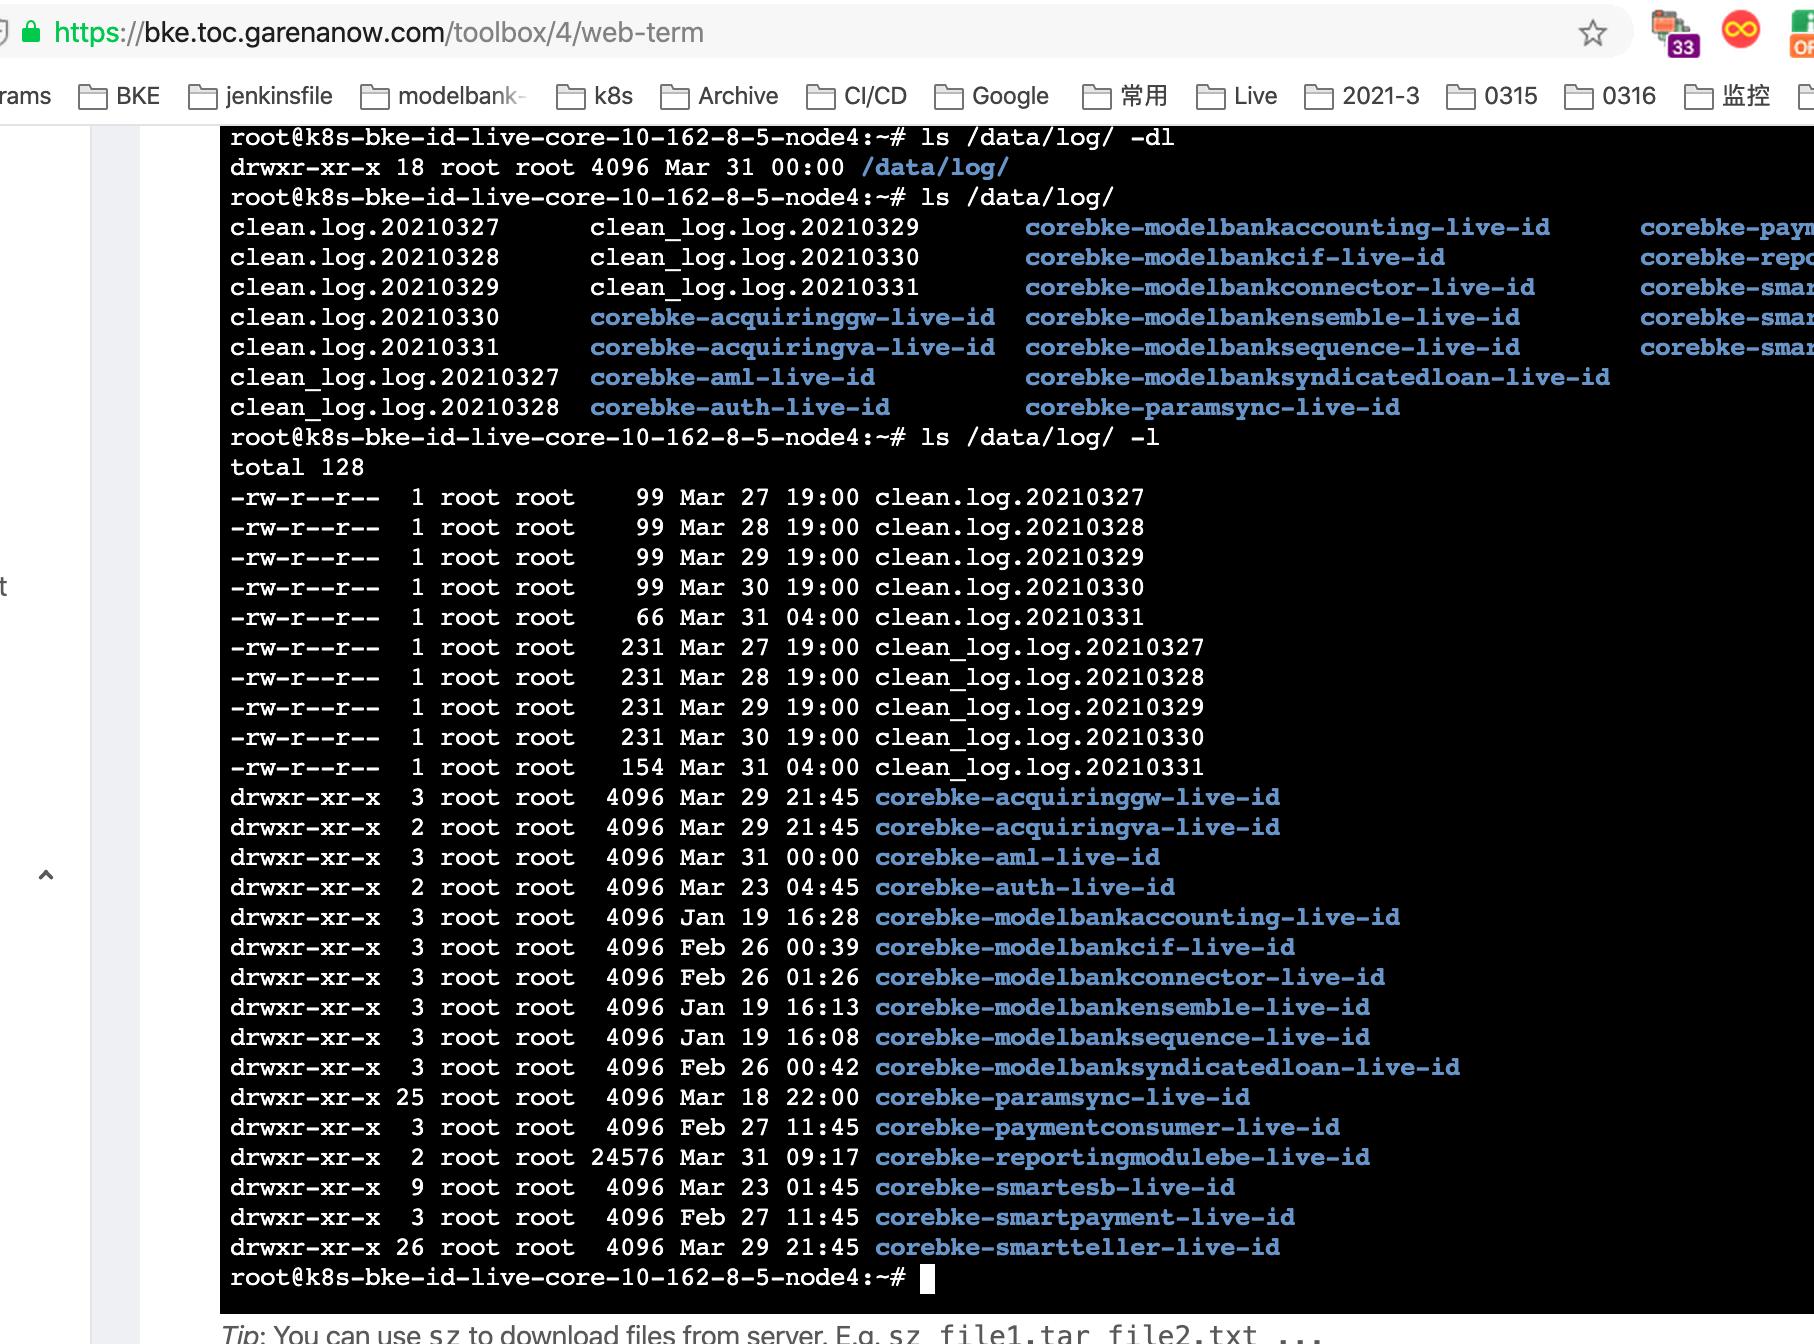 https://bke.toc.garenanow.com/toolbox/4/web-term
33
rams BKE jenkinsfile modelbank- k8s Archive CI/CD Google 常用 Live 2021-3 0315 0316 监控
root@k8s-bke-id-live-core-10-162-8-5-node4:~# ls /data/log/ -dl
drwxr-xr-x 18 root root 4096 Mar 31 00:00 /data/log/
root@k8s-bke-id-live-core-10-162-8-5-node4:~# ls /data/log/
clean.log.20210327 clean_log.log.20210329 corebke-modelbankaccounting-live-id corebke-paym
clean.log.20210328 clean_log.log.20210330 corebke-modelbankcif-live-id corebke-repo
clean.log.20210329 clean_log.log.20210331 corebke-modelbankconnector-live-id corebke-smar
clean.log.20210330 corebke-acquiringgw-live-id corebke-modelbankensemble-live-id corebke-smar
clean.log.20210331 corebke-acquiringva-live-id corebke-modelbanksequence-live-id corebke-smar
clean_log.log.20210327 corebke-aml-live-id corebke-modelbanksyndicatedloan-live-id
clean_log.log.20210328 corebke-auth-live-id corebke-paramsync-live-id
root@k8s-bke-id-live-core-10-162-8-5-node4:~# ls /data/log/ -l
total 128
-rw-r--r-- 1 root root 99 Mar 27 19:00 clean.log.20210327
-rw-r--r-- 1 root root 99 Mar 28 19:00 clean.log.20210328
-rw-r--r-- 1 root root 99 Mar 29 19:00 clean.log.20210329
-rw-r--r-- 1 root root 99 Mar 30 19:00 clean.log.20210330
-rw-r--r-- 1 root root 66 Mar 31 04:00 clean.log.20210331
-rw-r--r-- 1 root root 231 Mar 27 19:00 clean_log.log.20210327
-rw-r--r-- 1 root root 231 Mar 28 19:00 clean_log.log.20210328
-rw-r--r-- 1 root root 231 Mar 29 19:00 clean_log.log.20210329
-rw-r--r-- 1 root root 231 Mar 30 19:00 clean_log.log.20210330
-rw-r--r-- 1 root root 154 Mar 31 04:00 clean_log.log.20210331
drwxr-xr-x 3 root root 4096 Mar 29 21:45 corebke-acquiringgw-live-id
drwxr-xr-x 2 root root 4096 Mar 29 21:45 corebke-acquiringva-live-id
drwxr-xr-x 3 root root 4096 Mar 31 00:00 corebke-aml-live-id
drwxr-xr-x 2 root root 4096 Mar 23 04:45 corebke-auth-live-id
drwxr-xr-x 3 root root 4096 Jan 19 16:28 corebke-modelbankaccounting-live-id
drwxr-xr-x 3 root root 4096 Feb 26 00:39 corebke-modelbankcif-live-id
drwxr-xr-x 3 root root 4096 Feb 26 01:26 corebke-modelbankconnector-live-id
drwxr-xr-x 3 root root 4096 Jan 19 16:13 corebke-modelbankensemble-live-id
drwxr-xr-x 3 root root 4096 Jan 19 16:08 corebke-modelbanksequence-live-id
drwxr-xr-x 3 root root 4096 Feb 26 00:42 corebke-modelbanksyndicatedloan-live-id
drwxr-xr-x 25 root root 4096 Mar 18 22:00 corebke-paramsync-live-id
drwxr-xr-x 3 root root 4096 Feb 27 11:45 corebke-paymentconsumer-live-id
drwxr-xr-x 2 root root 24576 Mar 31 09:17 corebke-reportingmodulebe-live-id
drwxr-xr-x 9 root root 4096 Mar 23 01:45 corebke-smartesb-live-id
drwxr-xr-x 3 root root 4096 Feb 27 11:45 corebke-smartpayment-live-id
drwxr-xr-x 26 root root 4096 Mar 29 21:45 corebke-smartteller-live-id
root@k8s-bke-id-live-core-10-162-8-5-node4:~#
t
Tip: You can use sz to download files from server. E.g. sz file1.tar file2.txt ...